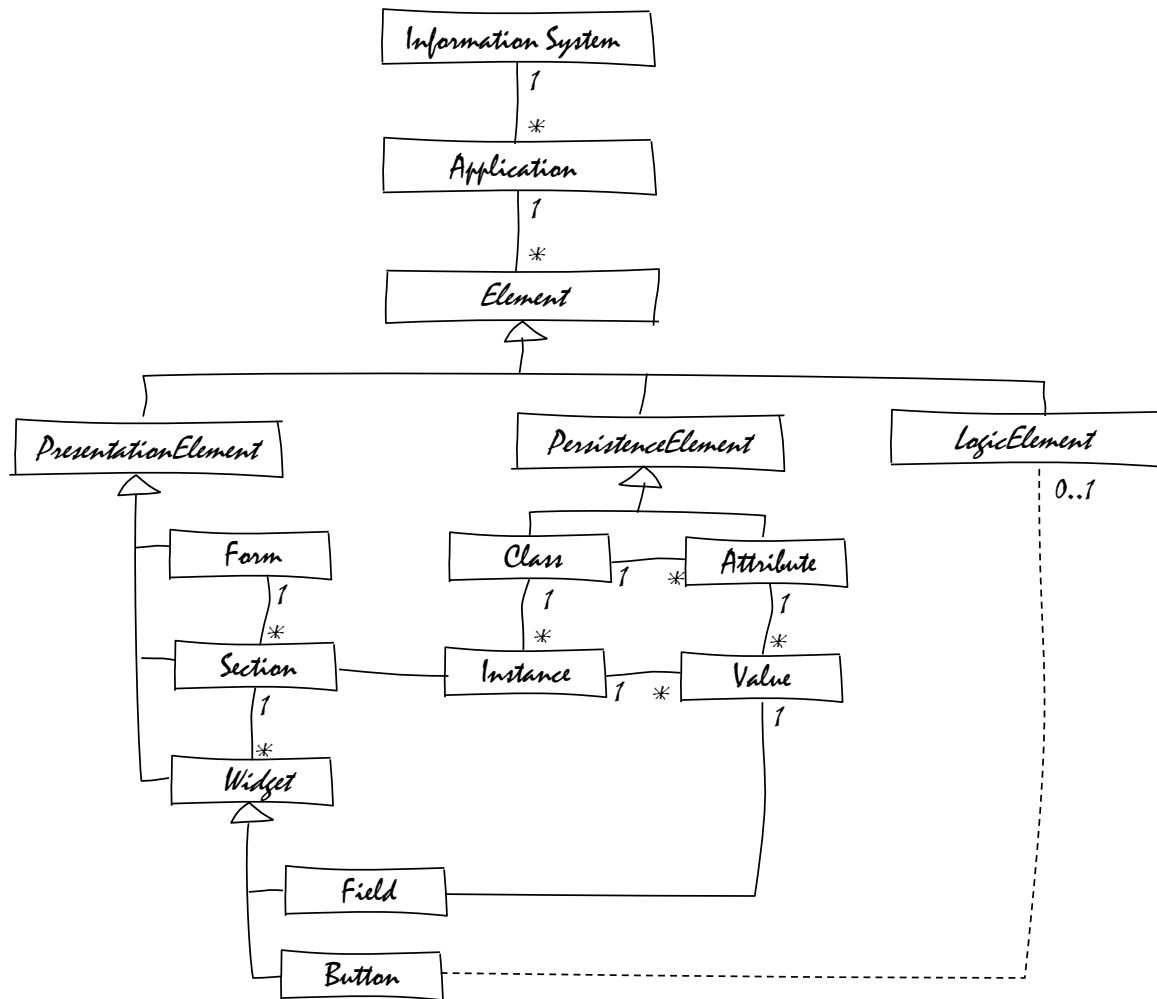 Information System
1
*
Application
1
*
Element
PresentationElement
PersistenceElement
LogicElement
0..1
Form
Class
1
*
Attribute
1
*
1
*
1
*
Section
Instance
1
*
Value
1
*
1
Widget
Field
Button